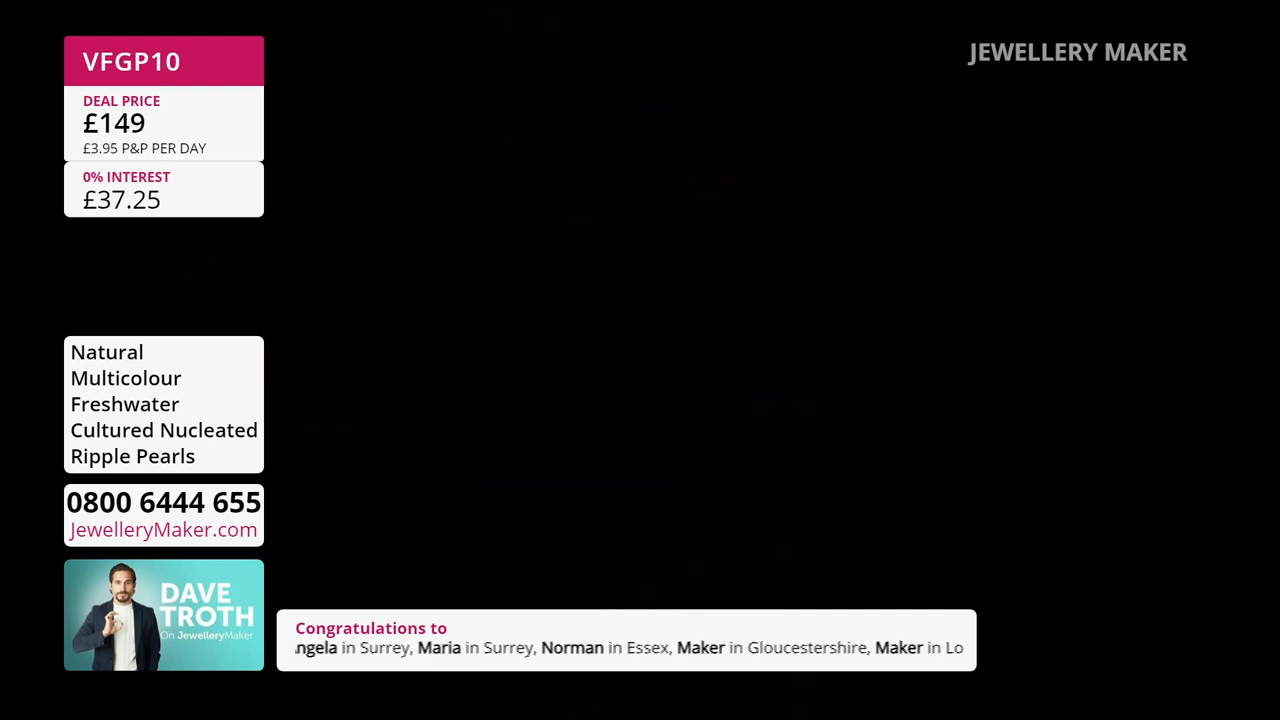 VFGP10
DEAL PRICE
£149
£3.95 P&P PER DAY
0% INTEREST
£37.25
JEWELLERY MAKER
Natural
Multicolour
Freshwater
Cultured Nucleated
Ripple Pearls
0800 6444 655
JewelleryMaker.com
DAVE
TROTH
On JewelleryMaker
Congratulations to
ngela in Surrey, Maria in Surrey, Norman in Essex, Maker in Gloucestershire, Maker in Lo